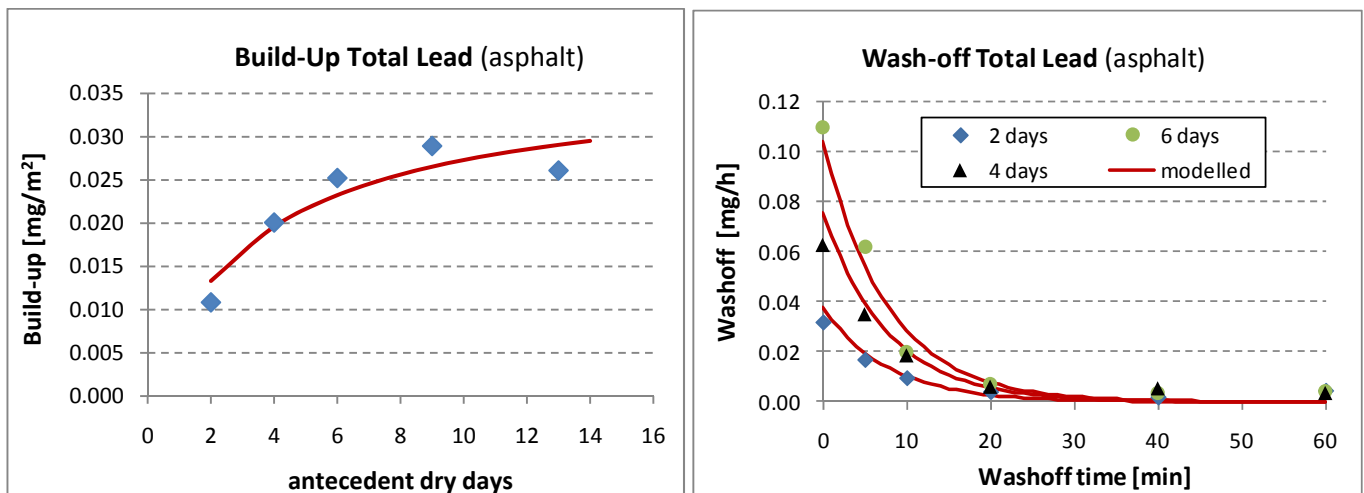 Build-Up Total Lead (asphalt)
Build-up [mg/m²]
0.035
0.030
0.025
0.020
0.015
0.010
0.005
0.000
0 2 4 6 8 10 12 14 16
antecedent dry days
Wash-off Total Lead (asphalt)
Washoff [mg/h]
0.12
0.10
0.08
0.06
0.04
0.02
0.00
2 days 6 days
4 days modelled
0 10 20 30 40 50 60
Washoff time [min]